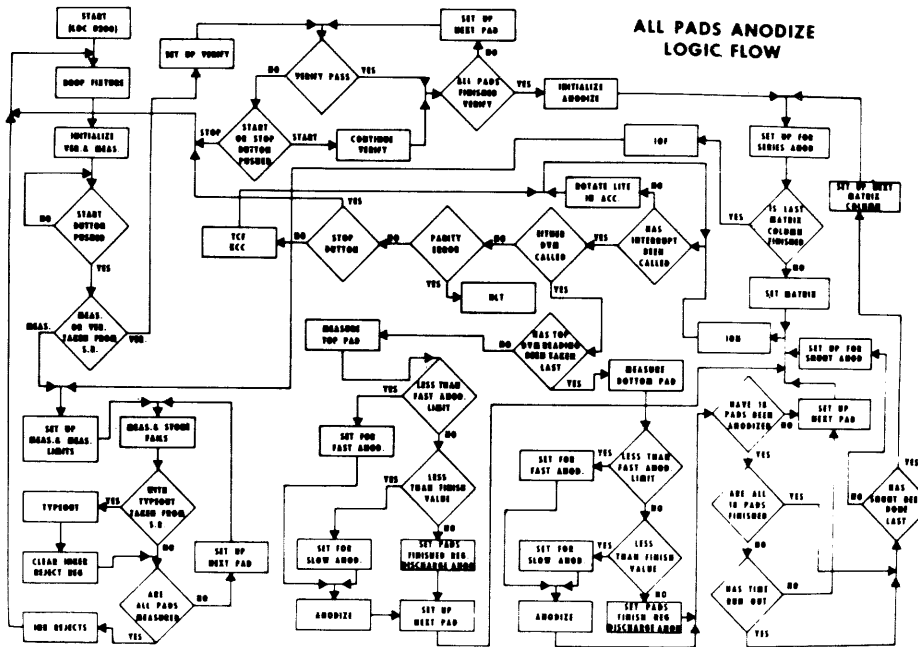 ALL PADS ANODIZE
LOGIC FLOW
START
(LOC 0200)
DROP FIXTURE
INITIALIZE
VER. & MEAS.
START
BUTTON
PUSHED
NO
YES
MEAS.
OR VER.
TAKEN FROM
S.R.
MEAS.
VER.
SET UP
MEAS. & MEAS.
LIMITS
MEAS. & STORE
FAILS
WITH
TYPEOUT
TAKEN FROM
S.R
YES
NO
TYPEOUT
CLEAR INNER
REJECT REG
ARE
ALL PADS
MEASURED
NO
YES
SET UP
NEXT PAD
INK REJECTS
SET UP VERIFY
VERIFY PASS
NO
YES
START
OR STOP
BUTTON
PUSHED
STOP
START
CONTINUE
VERIFY
SET UP
NEXT PAD
NO
ALL PADS
FINISHED
VERIFY
YES
INITIALIZE
ANODIZE
SET UP FOR
SERIES ANOD
IS LAST
MATRIX
COLUMN
FINISHED
YES
NO
IOF
SET UP NEXT
MATRIX
COLUMN
SET MATRIX
ION
ROTATE LITE
IN ACC.
NO
HAS
INTERRUPT
BEEN
CALLED
YES
EITHER
DVM
CALLED
NO
YES
PARITY
ERROR
NO
YES
HLT
STOP
BUTTON
YES
NO
TCF
KCC
HAS TOP
DVM READING
BEEN TAKEN
LAST
NO
YES
MEASURE
TOP PAD
LESS THAN
FAST ANOD.
LIMIT
YES
NO
SET FOR
FAST ANOD.
LESS
THAN FINISH
VALUE
YES
NO
SET FOR
SLOW ANOD.
SET PADS
FINISHED REG.
DISCHARGE ANOD
ANODIZE
SET UP
NEXT PAD
MEASURE
BOTTOM PAD
LESS THAN
FAST ANOD
LIMIT
YES
NO
SET FOR
FAST ANOD.
LESS
THAN FINISH
VALUE
YES
NO
SET FOR
SLOW ANOD
SET PADS
FINISH REG
DISCHARGE ANOD
ANODIZE
SET UP FOR
SHUNT ANOD
HAVE 18
PADS BEEN
ANODIZED
NO
YES
SET UP
NEXT PAD
ARE ALL
18 PADS
FINISHED
YES
NO
HAS TIME
RUN OUT
NO
YES
HAS
SHUNT BEEN
DONE
LAST
NO
YES